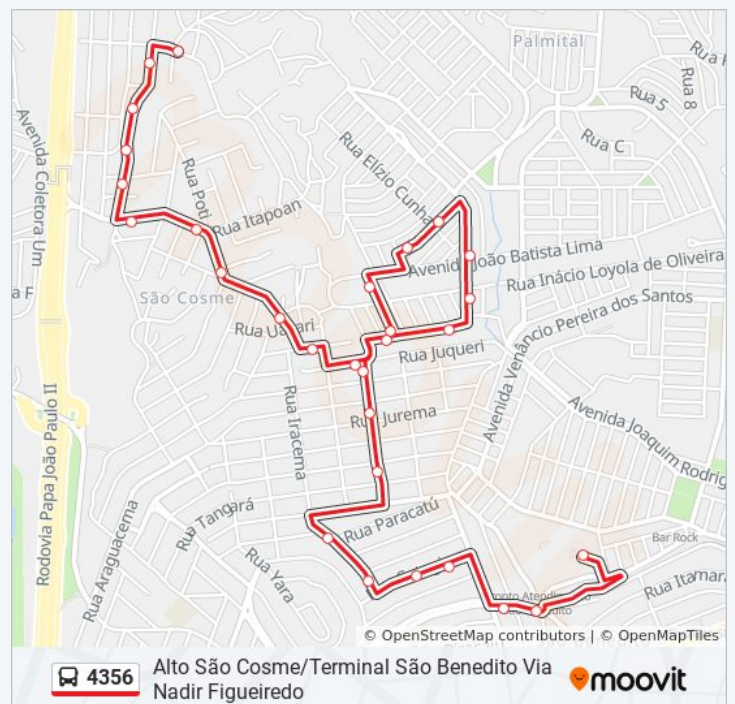 Palmital
Rua 5
Rua 8
Rua C
Avenida Coletora Um
Rua Elízio Cunha
Rua Poti
Rua Itapoan
Avenida João Batista Lima
Rua Inácio Loyola de Oliveira
a F
São Cosme
Rua Uapari
Rua Juqueri
Avenida Venâncio Pereira dos Santos
Rodovia Papa João Paulo II
Rua Iracema
Rua Jurema
Avenida Joaquim Rodrig
Rua Tangará
Rua Paracatú
Rua Araguacema
Rua Yara
Bar Rock
Rua Itamara
© OpenStreetMap contributors | © OpenMapTiles
4356
Alto São Cosme/Terminal São Benedito Via
Nadir Figueiredo
moovit